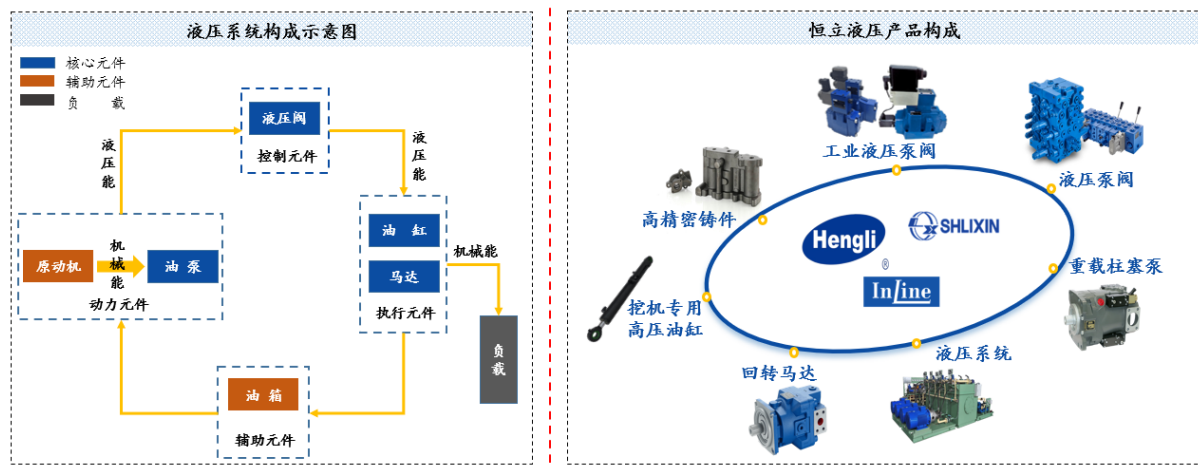 液压系统构成示意图
核心元件
辅助元件
负 载
液压能
液压阀
控制元件
液压能
油 缸
马达
执行元件
机械能
负载
原动机
机械能
油 泵
动力元件
油 箱
辅助元件
恒立液压产品构成
工业液压泵阀
液压泵阀
高精密铸件
重载柱塞泵
挖机专用
高压油缸
回转马达
液压系统
Hengli
®
SHLIXIN
InLine